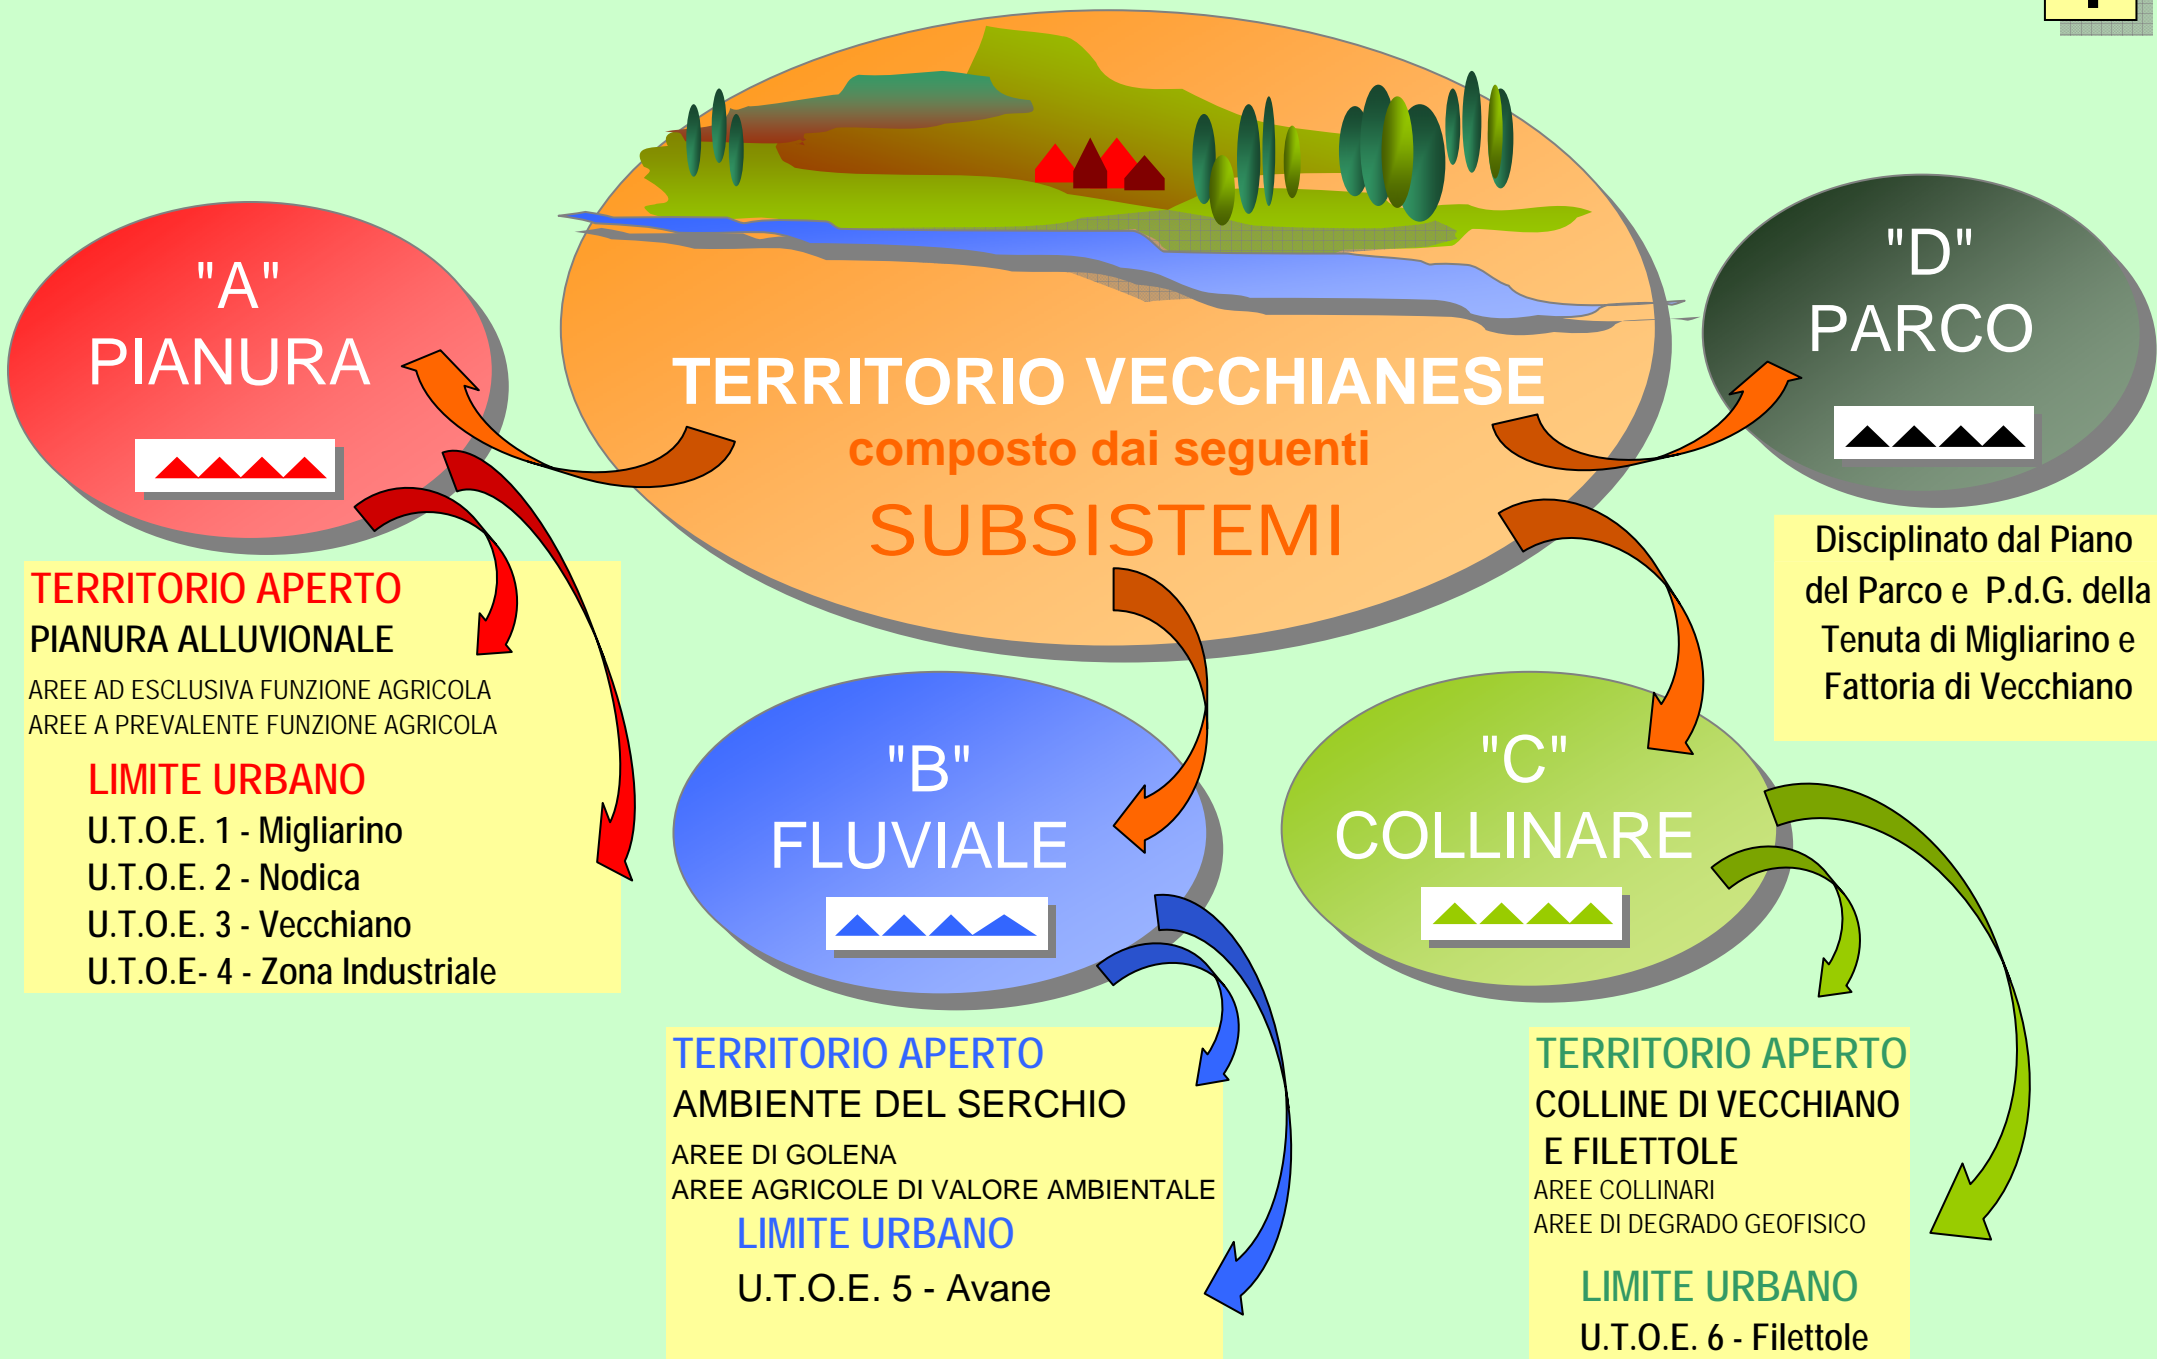 TERRITORIO VECCHIANESE
composto dai seguenti
SUBSISTEMI
"A"
PIANURA
TERRITORIO APERTO
PIANURA ALLUVIONALE
AREE AD ESCLUSIVA FUNZIONE AGRICOLA
AREE A PREVALENTE FUNZIONE AGRICOLA
LIMITE URBANO
U.T.O.E. 1 - Migliarino
U.T.O.E. 2 - Nodica
U.T.O.E. 3 - Vecchiano
U.T.O.E- 4 - Zona Industriale
"B"
FLUVIALE
TERRITORIO APERTO
AMBIENTE DEL SERCHIO
AREE DI GOLENA
AREE AGRICOLE DI VALORE AMBIENTALE
LIMITE URBANO
U.T.O.E. 5 - Avane
"C"
COLLINARE
TERRITORIO APERTO
COLLINE DI VECCHIANO
E FILETTOLE
AREE COLLINARI
AREE DI DEGRADO GEOFISICO
LIMITE URBANO
U.T.O.E. 6 - Filettole
"D"
PARCO
Disciplinato dal Piano
del Parco e P.d.G. della
Tenuta di Migliarino e
Fattoria di Vecchiano